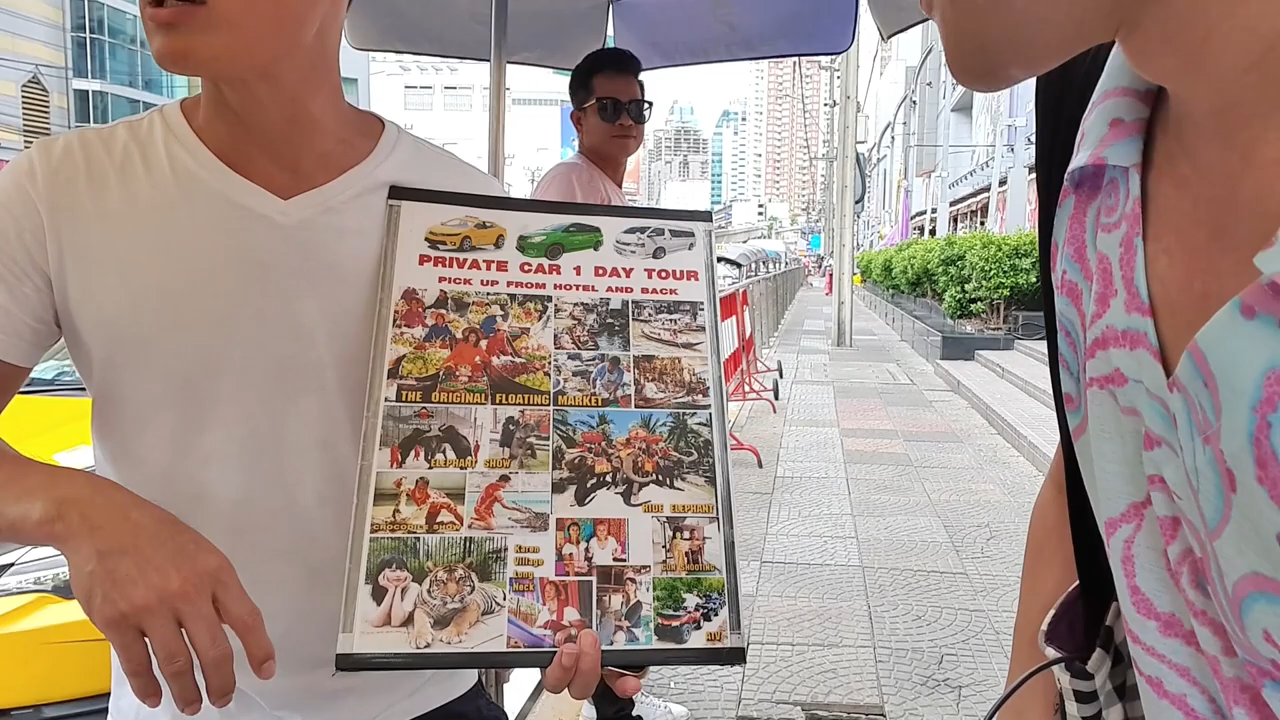 PRIVATE CAR 1 DAY TOUR
PICK UP FROM HOTEL AND BACK
THE ORIGINAL FLOATING MARKET
ELEPHANT SHOW
RIDE ELEPHANT
CROCODILE SHOW
Karen
Village
Long
Neck
GUN SHOOTING
ATV